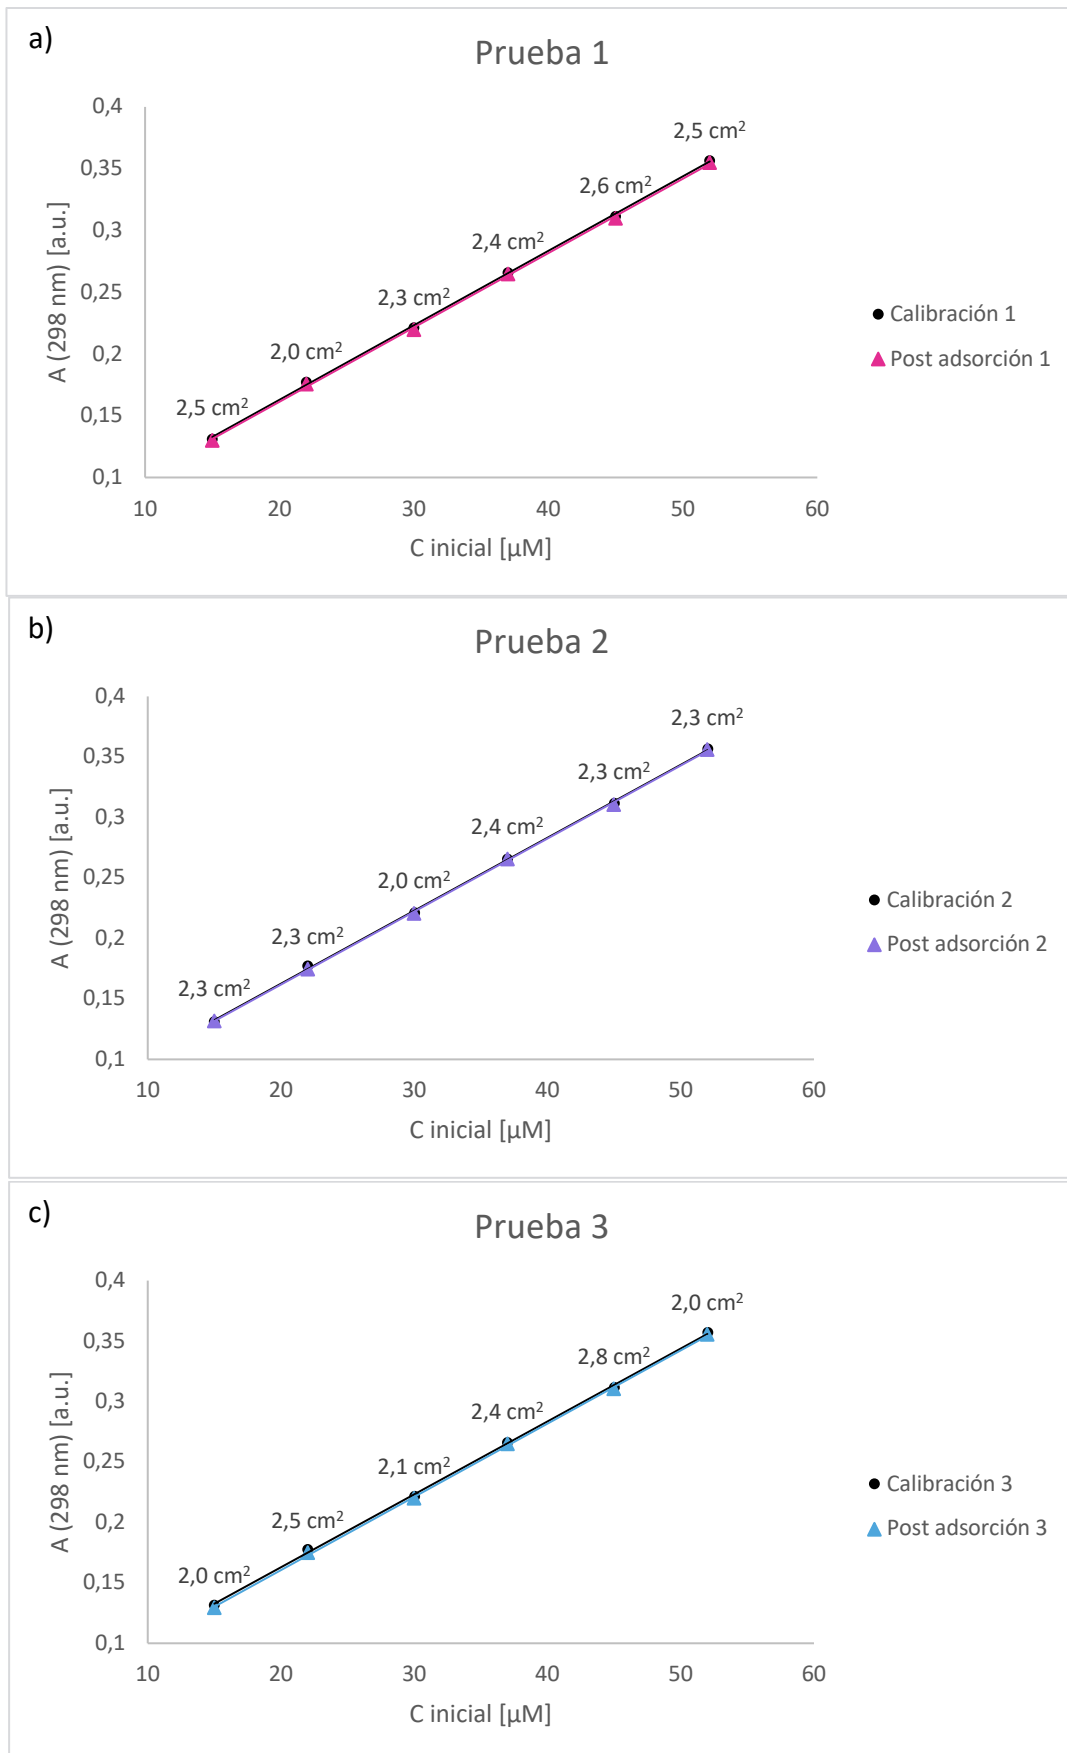 a)
Prueba 1
0,4
0,35
0,3
0,25
0,2
0,15
0,1
A (298 nm) [a.u.]
2,5 cm²
2,0 cm²
2,3 cm²
2,4 cm²
2,6 cm²
2,5 cm²
10 20 30 40 50 60
C inicial [µM]
Calibración 1
Post adsorción 1
b)
Prueba 2
0,4
0,35
0,3
0,25
0,2
0,15
0,1
A (298 nm) [a.u.]
2,3 cm²
2,3 cm²
2,0 cm²
2,4 cm²
2,3 cm²
2,3 cm²
10 20 30 40 50 60
C inicial [µM]
Calibración 2
Post adsorción 2
c)
Prueba 3
0,4
0,35
0,3
0,25
0,2
0,15
0,1
A (298 nm) [a.u.]
2,0 cm²
2,5 cm²
2,1 cm²
2,4 cm²
2,8 cm²
2,0 cm²
10 20 30 40 50 60
C inicial [µM]
Calibración 3
Post adsorción 3